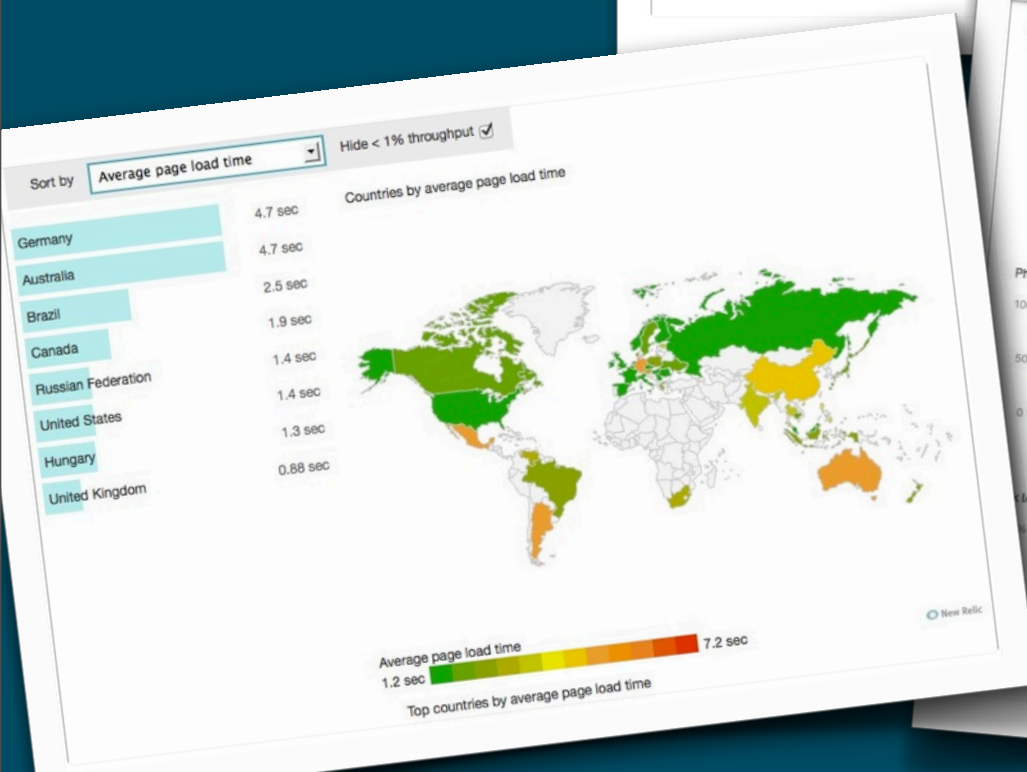 Sort by Average page load time Hide < 1% throughput
Countries by average page load time
Germany 4.7 sec
Australia 4.7 sec
Brazil 2.5 sec
Canada 1.9 sec
Russian Federation 1.4 sec
United States 1.4 sec
Hungary 1.3 sec
United Kingdom 0.88 sec
New Relic
Average page load time
1.2 sec 7.2 sec
Top countries by average page load time